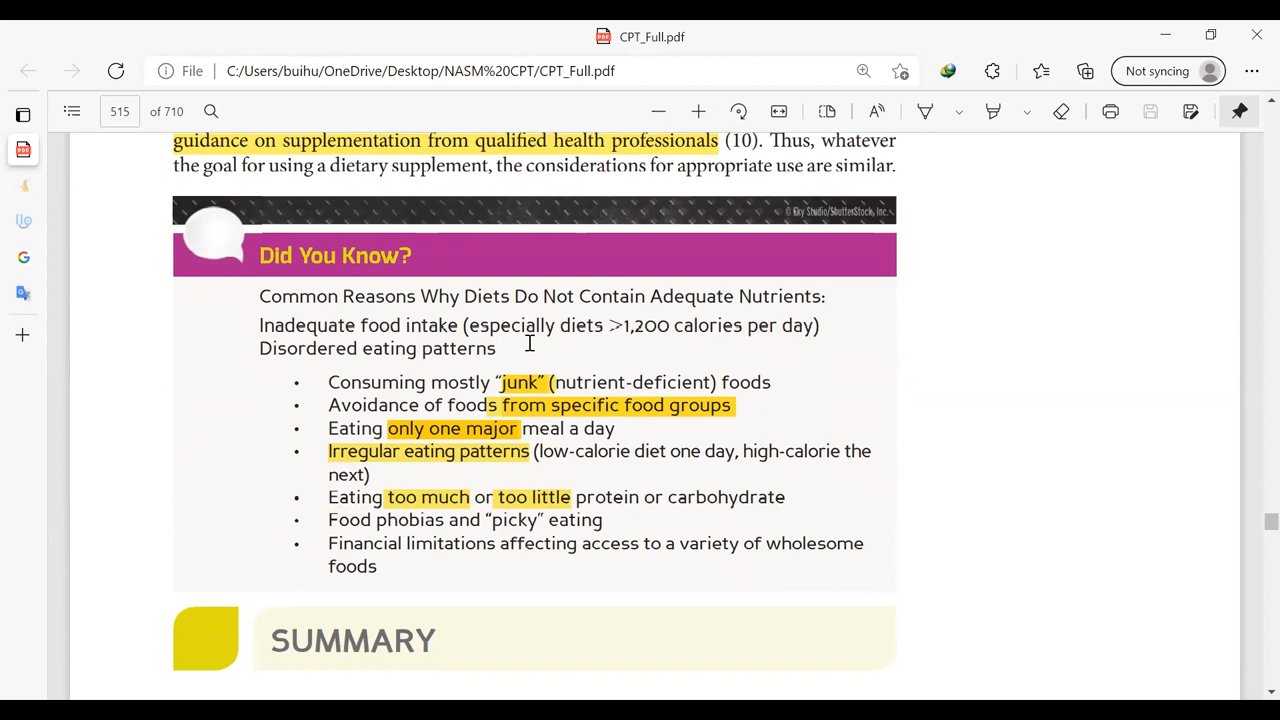 CPT_Full.pdf
File
C:/Users/buihu/OneDrive/Desktop/NASM%20CPT/CPT_Full.pdf
Not syncing
515 of 710
guidance on supplementation from qualified health professionals (10). Thus, whatever
the goal for using a dietary supplement, the considerations for appropriate use are similar.
© Eky Studio/ShutterStock, Inc.
Did You Know?
Common Reasons Why Diets Do Not Contain Adequate Nutrients:
Inadequate food intake (especially diets >1,200 calories per day)
Disordered eating patterns
• Consuming mostly “junk” (nutrient-deficient) foods
• Avoidance of foods from specific food groups
• Eating only one major meal a day
• Irregular eating patterns (low-calorie diet one day, high-calorie the
next)
• Eating too much or too little protein or carbohydrate
• Food phobias and “picky” eating
• Financial limitations affecting access to a variety of wholesome
foods
SUMMARY